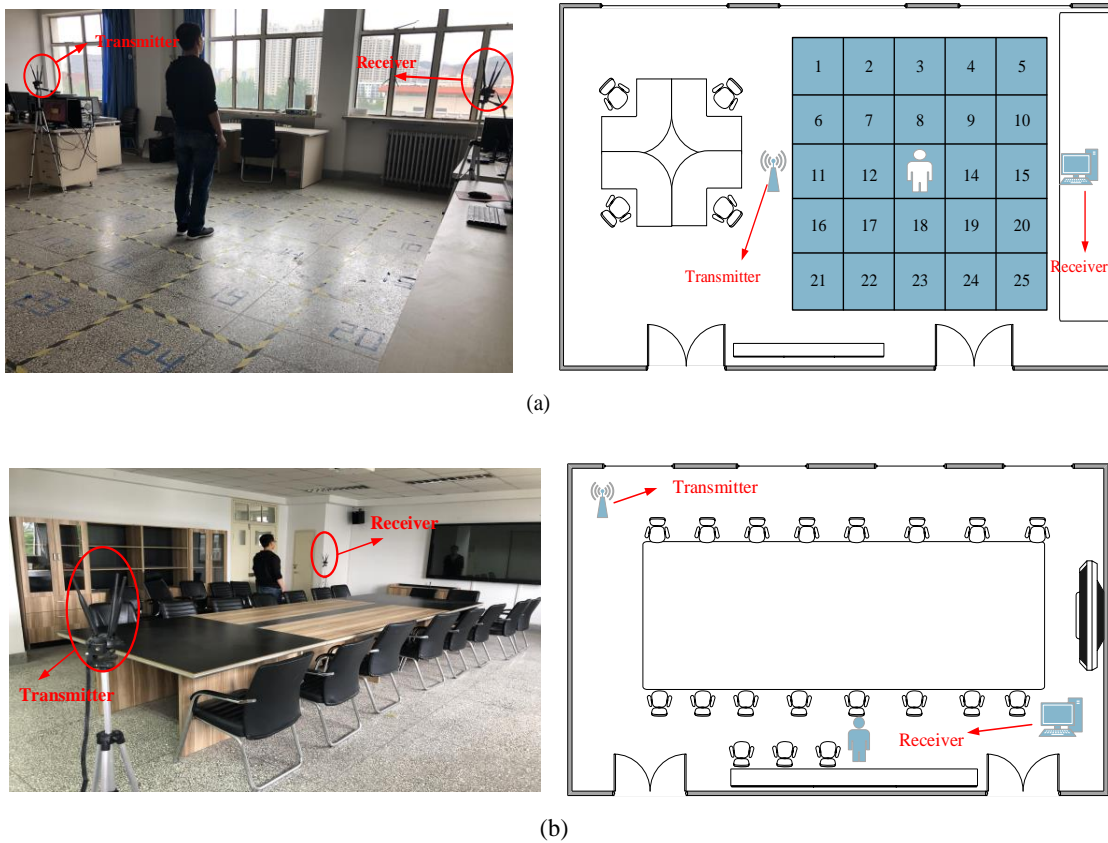 Transmitter
Receiver
1 2 3 4 5
6 7 8 9 10
11 12 14 15
16 17 18 19 20
21 22 23 24 25
Transmitter
Receiver
24
19
20
(a)
Transmitter
Receiver
Transmitter
Receiver
(b)